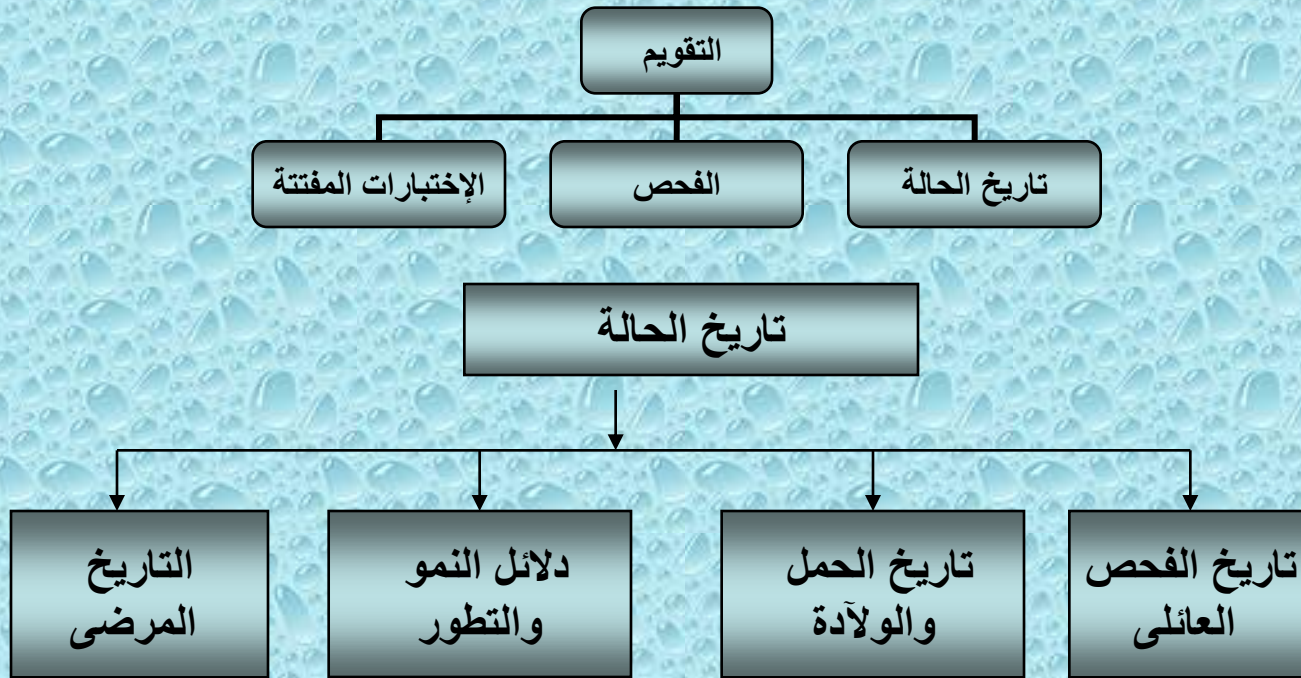 التقويم
تاريخ الحالة
الفحص
الإختبارات المفتتة
تاريخ الحالة
تاريخ الفحص
العائلى
تاريخ الحمل
والولآدة
دلائل النمو
والتطور
التاريخ
المرضى